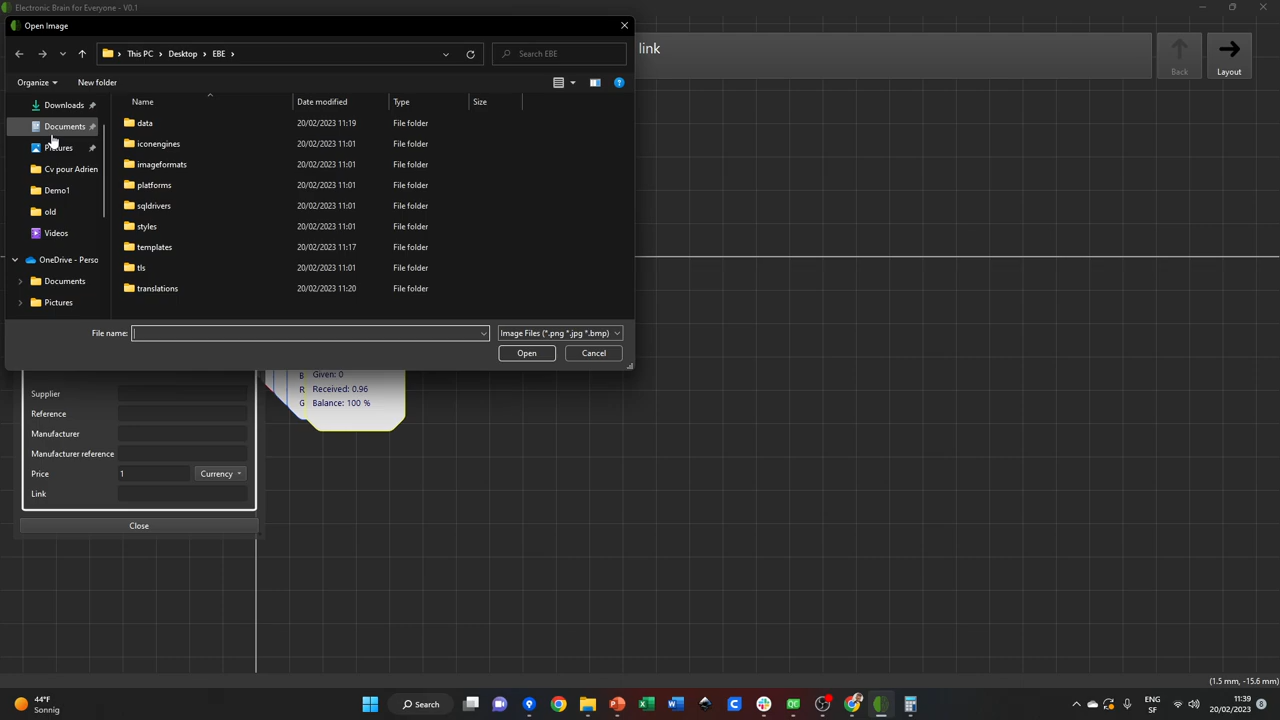 Electronic Brain for Everyone - V0.1
Open Image
This PC > Desktop > EBE >
Search EBE
link
Back
Layout
Organize
New folder
Name
Date modified
Type
Size
Downloads
Documents
Pictures
Cv pour Adrien
Demo1
old
Videos
OneDrive - Perso
Documents
Pictures
data 20/02/2023 11:19 File folder
iconengines 20/02/2023 11:01 File folder
imageformats 20/02/2023 11:01 File folder
platforms 20/02/2023 11:01 File folder
sqldrivers 20/02/2023 11:01 File folder
styles 20/02/2023 11:01 File folder
templates 20/02/2023 11:17 File folder
tls 20/02/2023 11:01 File folder
translations 20/02/2023 11:20 File folder
File name:
Image Files (*.png *.jpg *.bmp)
Open
Cancel
B Given: 0
R Received: 0.96
G Balance: 100 %
Supplier
Reference
Manufacturer
Manufacturer reference
Price 1 Currency
Link
Close
(1.5 mm, -15.6 mm)
44°F
Sonnig
Search
ENG
SF
11:39
20/02/2023